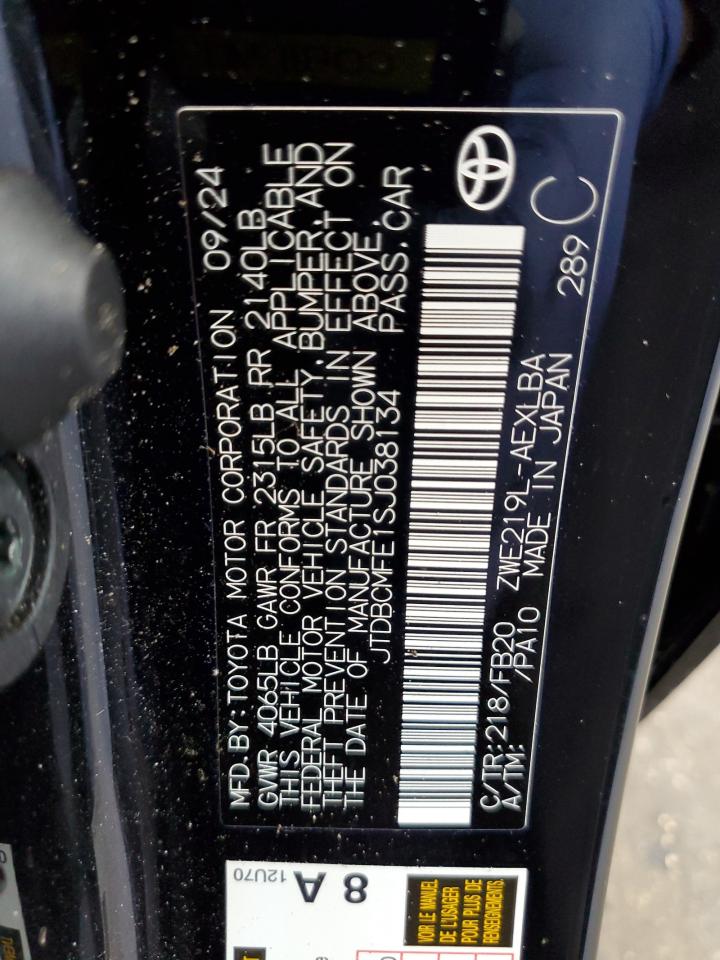 MFD. BY: TOYOTA MOTOR CORPORATION 09/24
GVWR 4065LB GAWR FR 2315LB RR 2140LB
THIS VEHICLE CONFORMS TO ALL APPLICABLE
FEDERAL MOTOR VEHICLE SAFETY, BUMPER, AND
THEFT PREVENTION STANDARDS IN EFFECT ON
THE DATE OF MANUFACTURE SHOWN ABOVE.
JTDBCMFE1SJ038134 PASS. CAR
C/TR: 218/FB20 ZWE219L-AEXLBA
A/TM: /PA10 MADE IN JAPAN 289 C
8 A
12U70
VOIR LE MANUEL
DE L'USAGER
POUR PLUS DE
RENSEIGNEMENTS